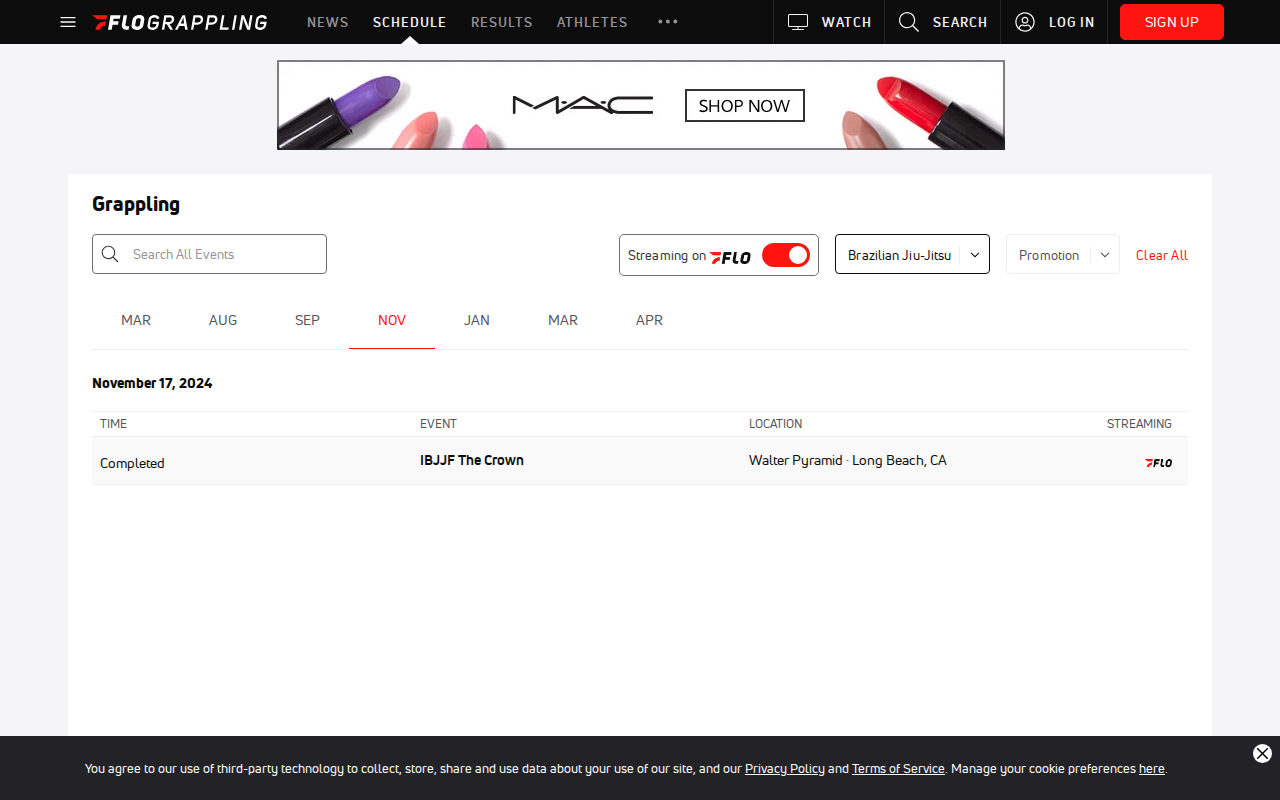 FLOGRAPPLING NEWS SCHEDULE RESULTS ATHLETES WATCH SEARCH LOG IN SIGN UP
MAC SHOP NOW
Grappling
Search All Events Streaming on FLO Brazilian Jiu-Jitsu Promotion Clear All
MAR AUG SEP NOV JAN MAR APR
November 17, 2024
TIME EVENT LOCATION STREAMING
Completed IBJJF The Crown Walter Pyramid · Long Beach, CA FLO
You agree to our use of third-party technology to collect, store, share and use data about your use of our site, and our Privacy Policy and Terms of Service. Manage your cookie preferences here.